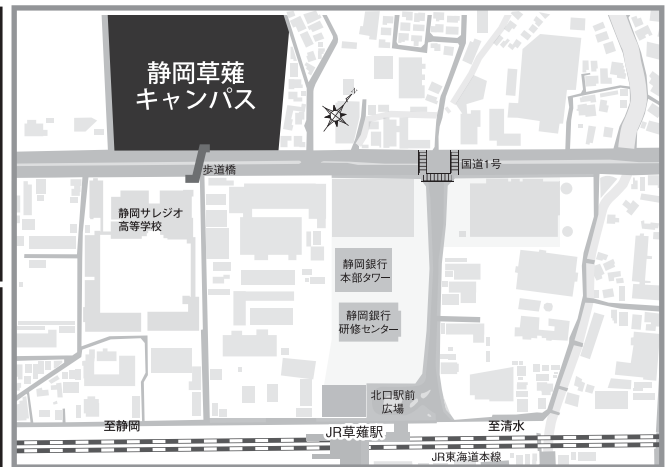 静岡草薙
キャンパス
N
歩道橋
国道1号
静岡サレジオ
高等学校
静岡銀行
本部タワー
静岡銀行
研修センター
北口駅前
広場
至静岡
JR草薙駅
至清水
JR東海道本線